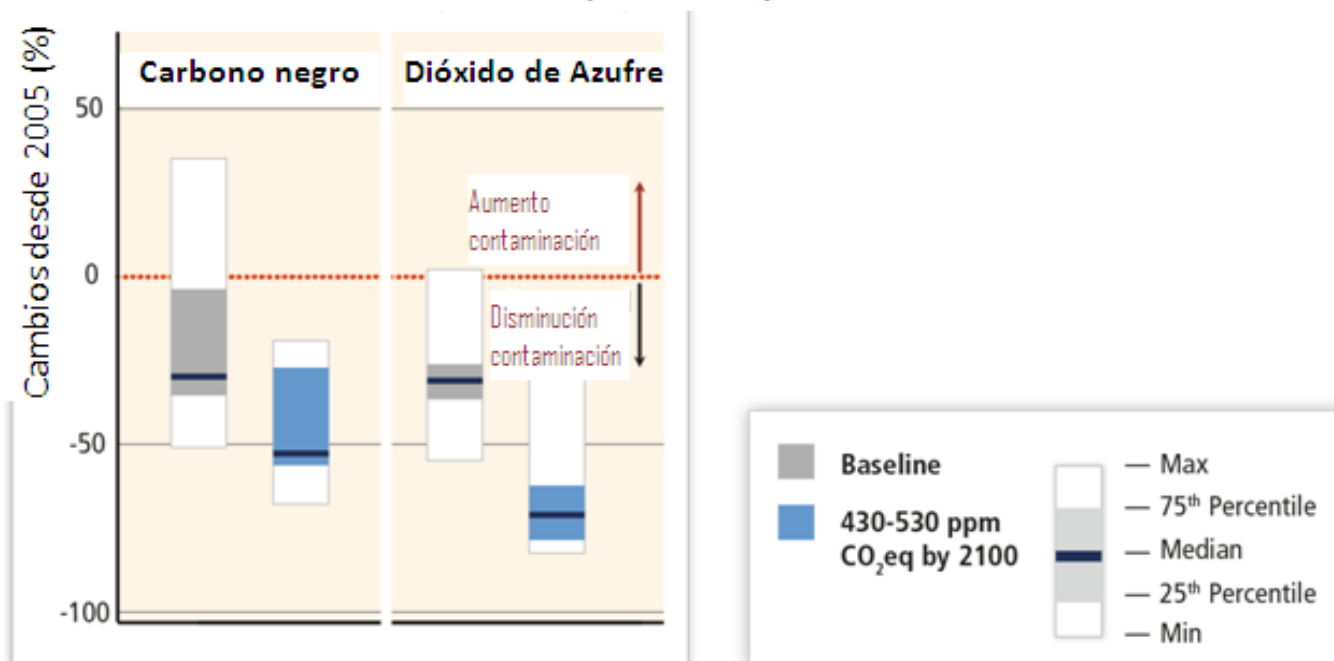 Cambios desde 2005 (%)
Carbono negro
Dióxido de Azufre
50
0
-50
-100
Aumento
contaminación
Disminución
contaminación
Baseline
430-530 ppm
CO₂eq by 2100
Max
75th Percentile
Median
25th Percentile
Min